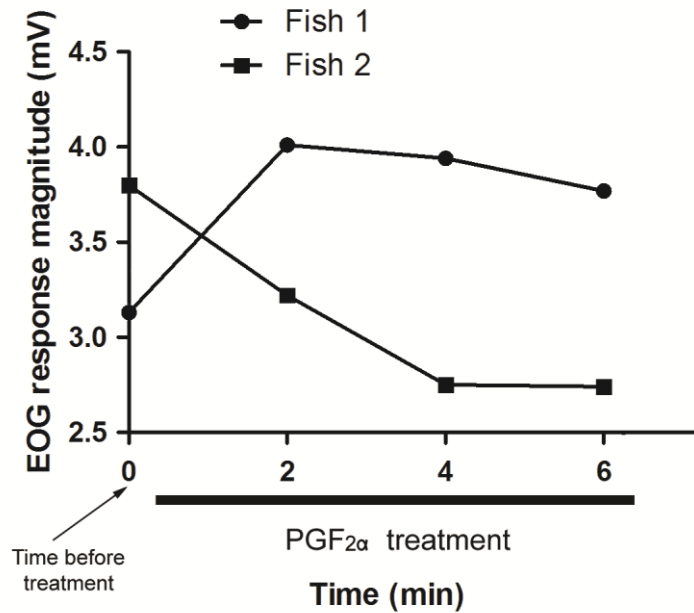 Fish 1
Fish 2
EOG response magnitude (mV)
4.5
4.0
3.5
3.0
2.5
0 2 4 6
Time before
treatment
PGF2α treatment
Time (min)